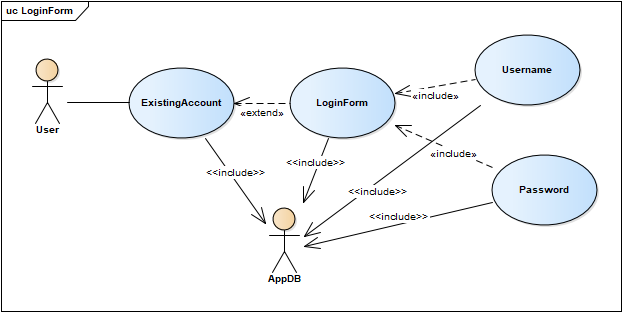 uc LoginForm
User
ExistingAccount
«extend»
LoginForm
«include»
Username
«include»
Password
<<include>>
<<include>>
<<include>>
<<include>>
AppDB